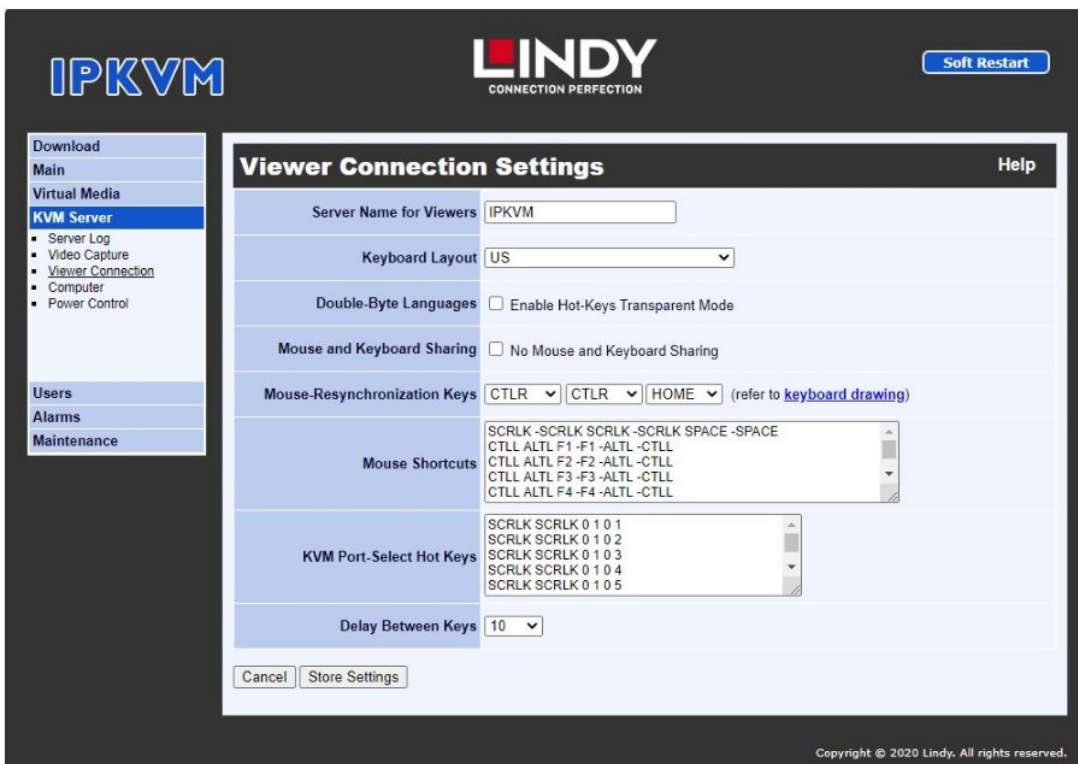 IPKVM
LINDY
CONNECTION PERFECTION
Soft Restart
Download
Main
Virtual Media
KVM Server
Server Log
Video Capture
Viewer Connection
Computer
Power Control
Users
Alarms
Maintenance
Viewer Connection Settings
Help
Server Name for Viewers IPKVM
Keyboard Layout US
Double-Byte Languages Enable Hot-Keys Transparent Mode
Mouse and Keyboard Sharing No Mouse and Keyboard Sharing
Mouse-Resynchronization Keys CTLR CTLR HOME (refer to keyboard drawing)
Mouse Shortcuts
SCRLK -SCRLK SCRLK -SCRLK SPACE -SPACE
CTLL ALTL F1 -F1 -ALTL -CTLL
CTLL ALTL F2 -F2 -ALTL -CTLL
CTLL ALTL F3 -F3 -ALTL -CTLL
CTLL ALTL F4 -F4 -ALTL -CTLL
KVM Port-Select Hot Keys
SCRLK SCRLK 0 1 0 1
SCRLK SCRLK 0 1 0 2
SCRLK SCRLK 0 1 0 3
SCRLK SCRLK 0 1 0 4
SCRLK SCRLK 0 1 0 5
Delay Between Keys 10
Cancel Store Settings
Copyright © 2020 Lindy. All rights reserved.